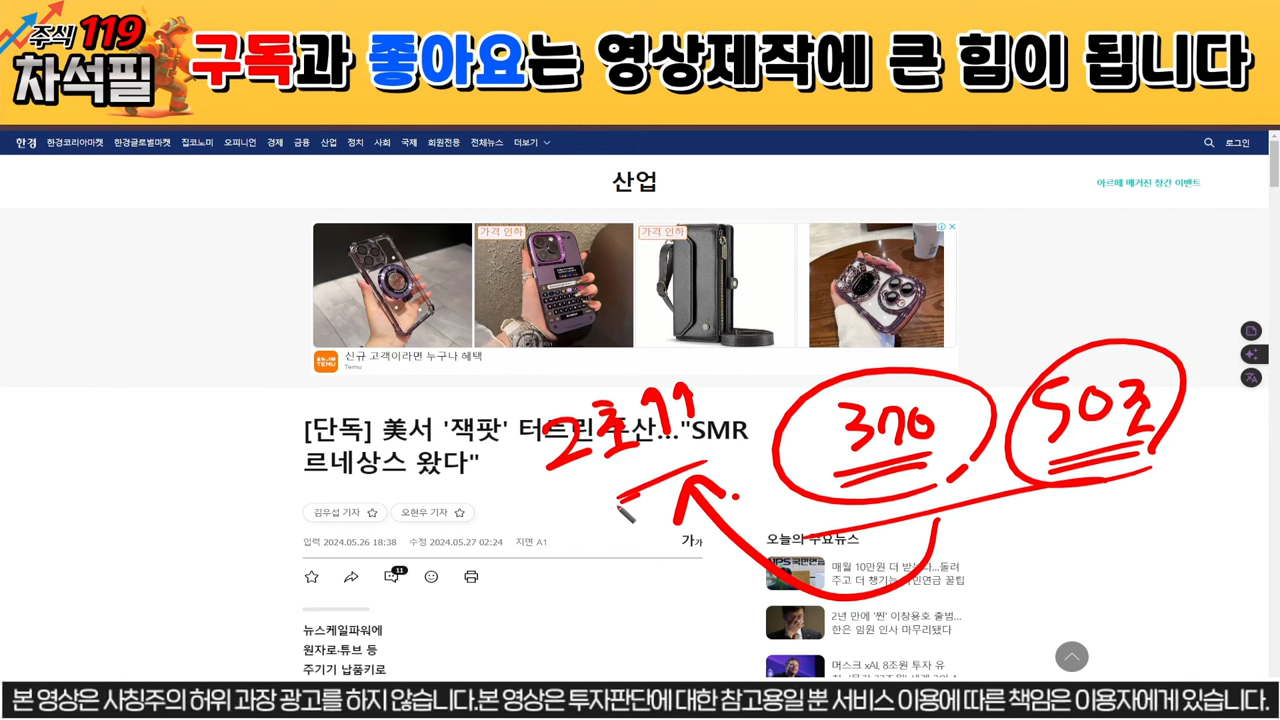 주식 119
차석필
구독과 좋아요는 영상제작에 큰 힘이 됩니다
한경 한경코리아마켓 한경글로벌마켓 집코노미 오피니언 경제 금융 산업 정치 사회 국제 회원전용 전체뉴스 더보기 로그인
산업
아르떼 매거진 창간 이벤트
가격 인하 가격 인하
신규 고객이라면 누구나 혜택
Temu
2조↑↑ 370 50조
[단독] 美서 '잭팟' 터트린 두산..."SMR
르네상스 왔다"
김우섭 기자 오현우 기자
입력 2024.05.26 18:38 수정 2024.05.27 02:24 지면 A1 가가
11
오늘의 주요뉴스
매월 10만원 더 받는다...돌려
주고 더 챙기는 국민연금 꿀팁
2년 만에 '찐' 이창용호 출범...
한은 임원 인사 마무리됐다
머스크 xAI, 8조원 투자 유
뉴스케일파워에
원자로·튜브 등
주기기 납품키로
본 영상은 사칭주의 허위 과장 광고를 하지 않습니다.본 영상은 투자판단에 대한 참고용일 뿐 서비스 이용에 따른 책임은 이용자에게 있습니다.